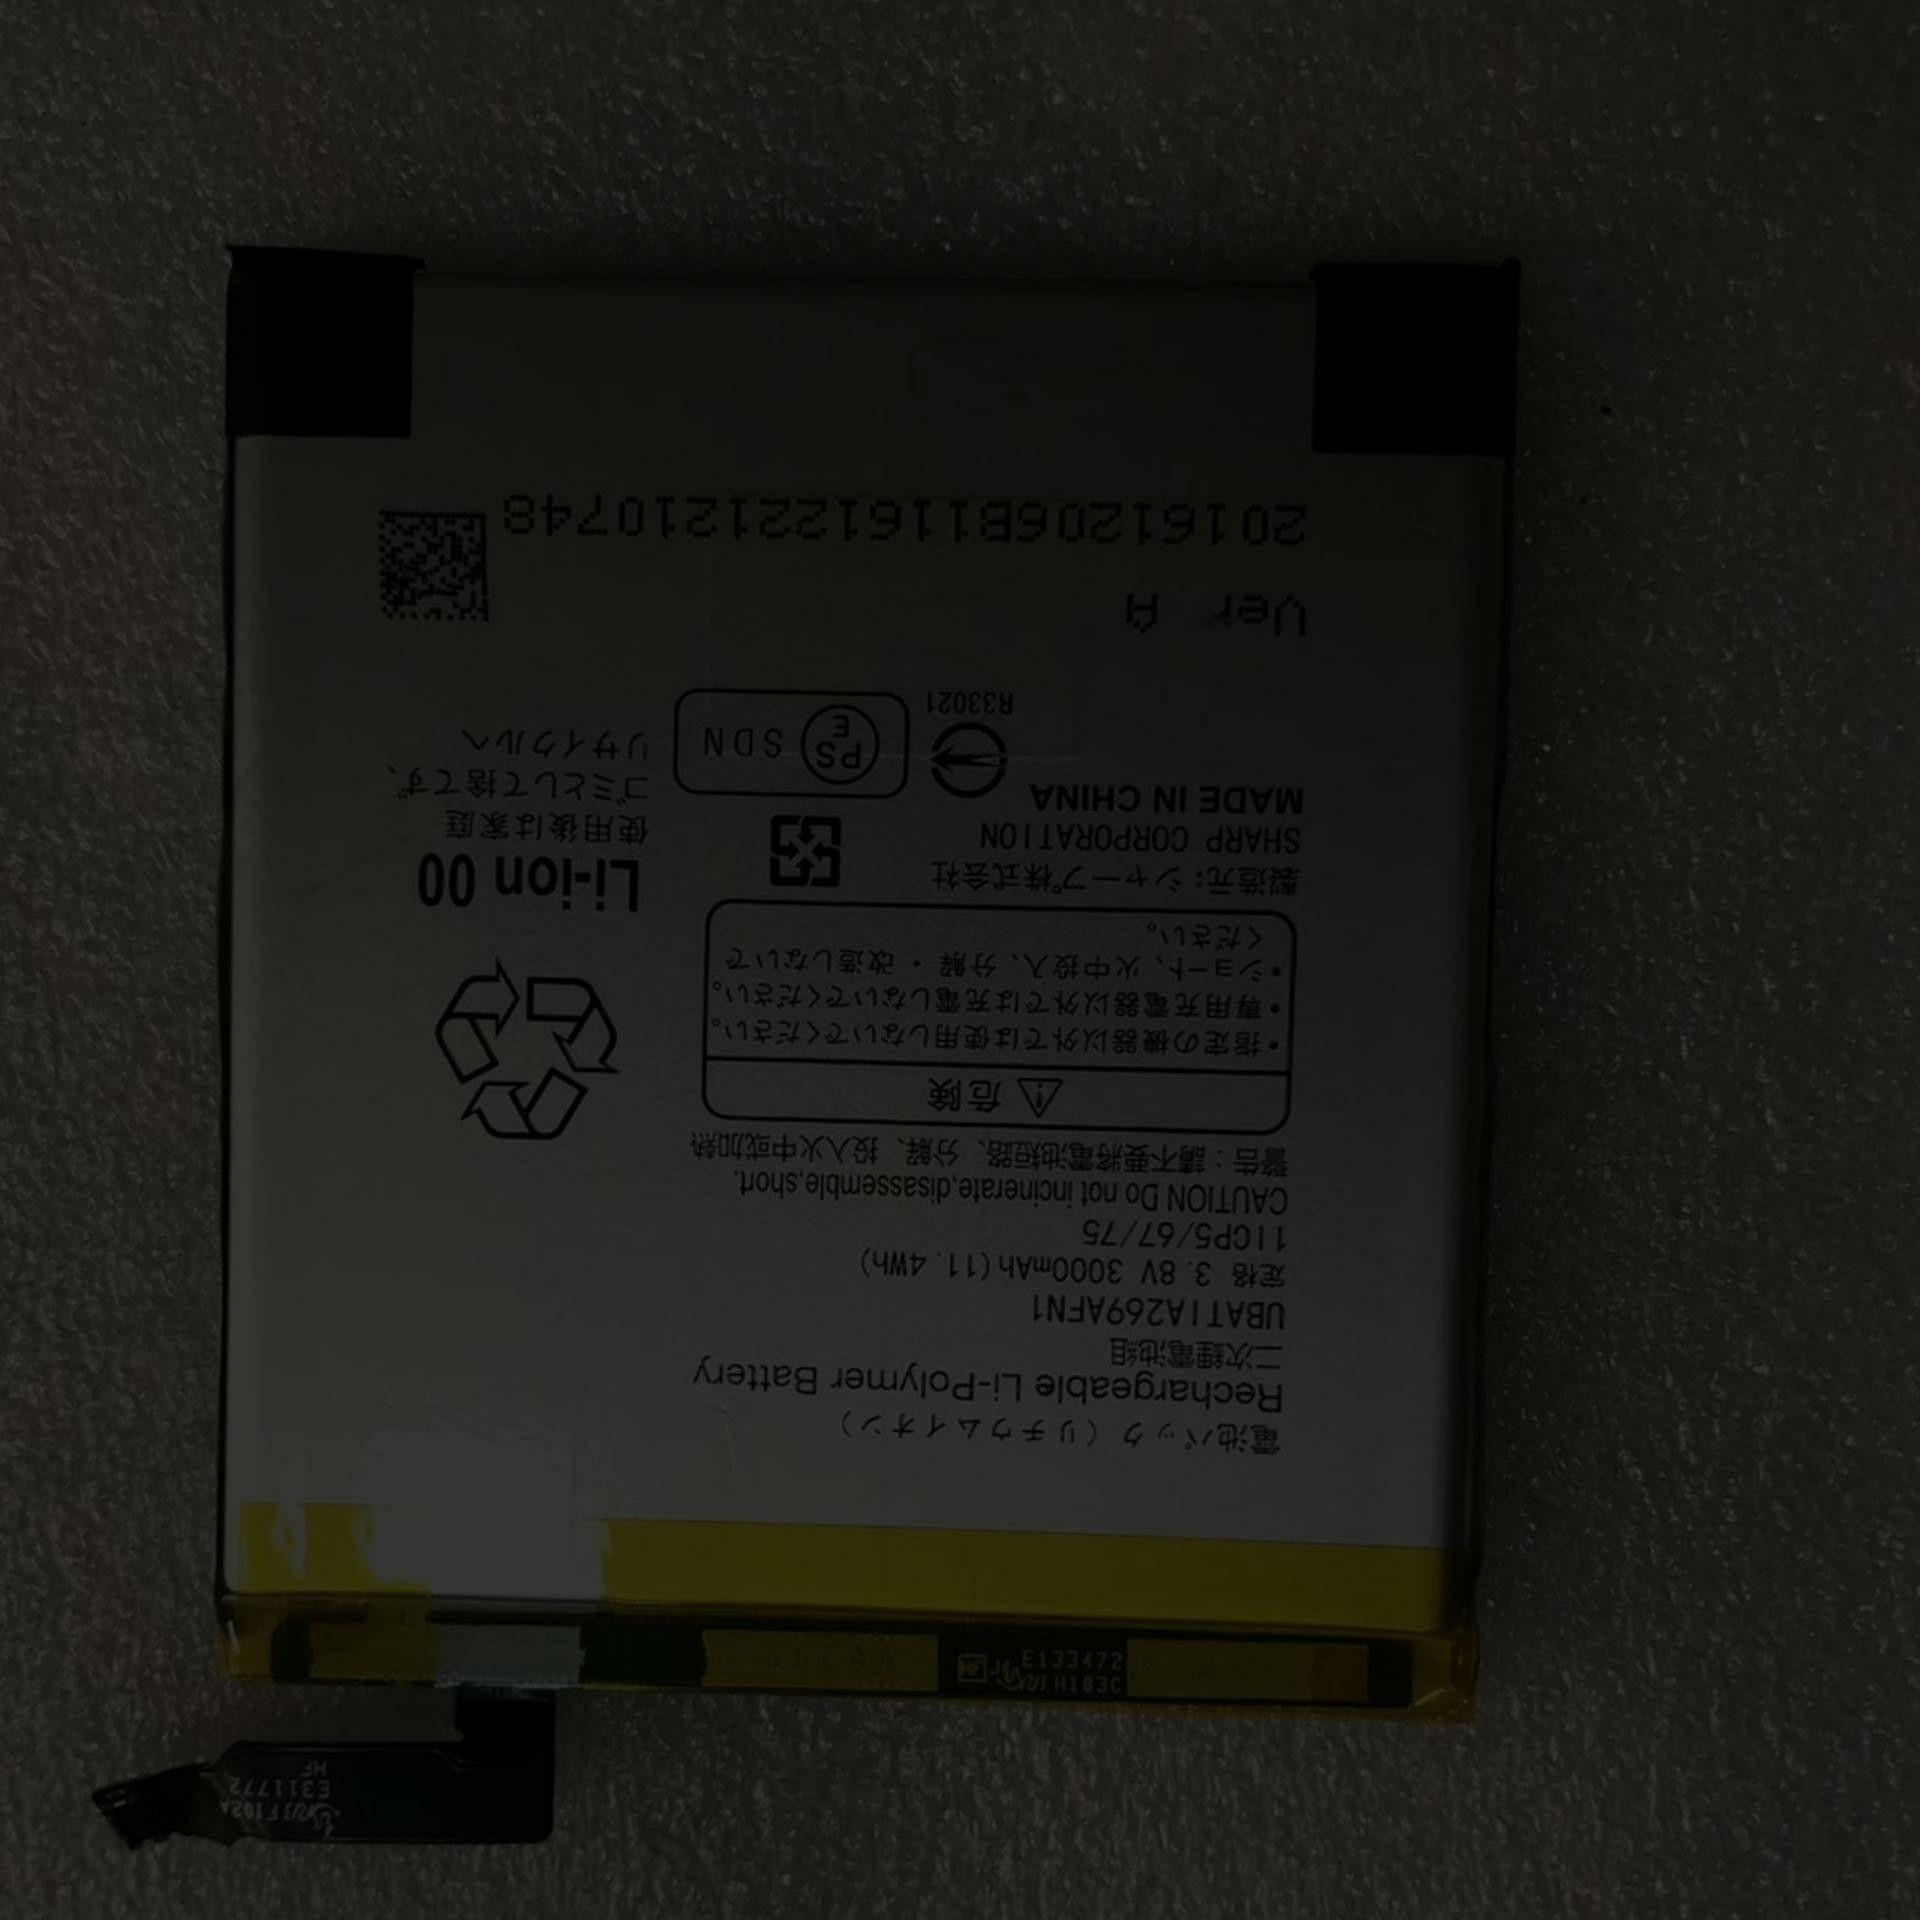 電池パック（リチウムイオン）
Rechargeable Li-Polymer Battery
二次鋰電池組
UBATIA269AFN1
定格 3.8V 3000mAh(11.4Wh)
1ICP5/67/75
CAUTION Do not incinerate,disassemble,short.
警告：請不要將電池短路、分解、投入火中或加熱
⚠危険
・指定の機器以外では使用しないでください。
・専用充電器以外では充電しないでください。
・ショート、火中投入、分解・改造しないで
ください。
製造元:シャープ株式会社
SHARP CORPORATION
MADE IN CHINA
R33021
PS
E
SDN
Li-ion 00
使用後は家庭
ゴミとして捨てず、
リサイクルへ
Ver A
20161206B1161221210748
E133472
H183C
F102A
E311772
HF